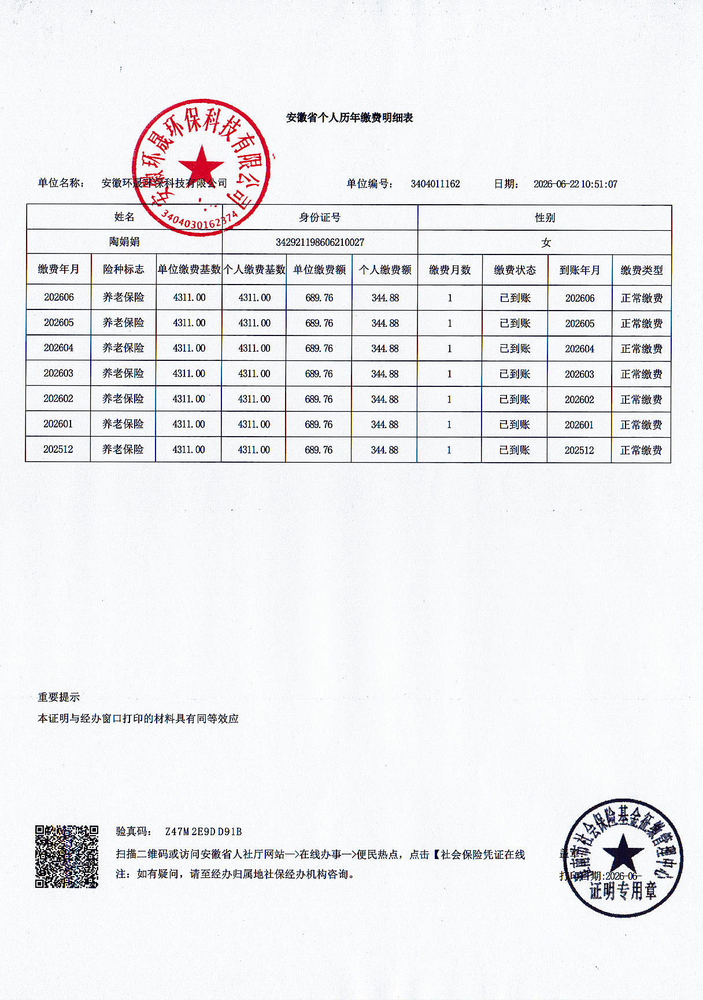 安徽省个人历年缴费明细表
安徽环晟环保科技有限公司
3404030162374
单位名称： 安徽环晟环保科技有限公司 单位编号： 3404011162 日期： 2026-06-22 10:51:07
姓名 身份证号 性别
陶娟娟 342921198606210027 女
缴费年月 险种标志 单位缴费基数 个人缴费基数 单位缴费额 个人缴费额 缴费月数 缴费状态 到账年月 缴费类型
202606 养老保险 4311.00 4311.00 689.76 344.88 1 已到账 202606 正常缴费
202605 养老保险 4311.00 4311.00 689.76 344.88 1 已到账 202605 正常缴费
202604 养老保险 4311.00 4311.00 689.76 344.88 1 已到账 202604 正常缴费
202603 养老保险 4311.00 4311.00 689.76 344.88 1 已到账 202603 正常缴费
202602 养老保险 4311.00 4311.00 689.76 344.88 1 已到账 202602 正常缴费
202601 养老保险 4311.00 4311.00 689.76 344.88 1 已到账 202601 正常缴费
202512 养老保险 4311.00 4311.00 689.76 344.88 1 已到账 202512 正常缴费
重要提示
本证明与经办窗口打印的材料具有同等效应
验真码： Z47M 2E9D D91B
扫描二维码或访问安徽省人社厅网站—>在线办事—>便民热点，点击【社会保险凭证在线
注：如有疑问，请至经办归属地社保经办机构咨询。
盖章
打印日期:2026-06-
市社会保险基金征缴管理中心
证明专用章